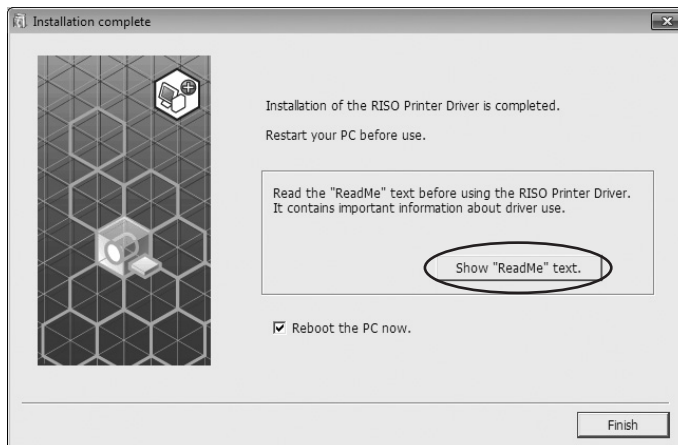 Installation complete
Installation of the RISO Printer Driver is completed.
Restart your PC before use.
Read the "ReadMe" text before using the RISO Printer Driver.
It contains important information about driver use.
Show "ReadMe" text.
Reboot the PC now.
Finish